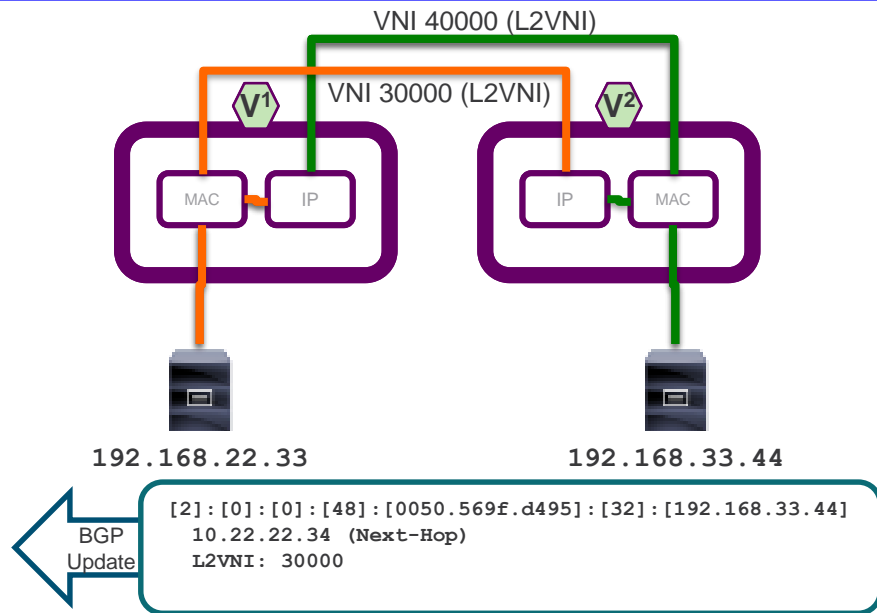 VNI 40000 (L2VNI)
VNI 30000 (L2VNI)
V1
V2
MAC
IP
IP
MAC
192.168.22.33
192.168.33.44
BGP
Update
[2]:[0]:[0]:[48]:[0050.569f.d495]:[32]:[192.168.33.44]
10.22.22.34 (Next-Hop)
L2VNI: 30000